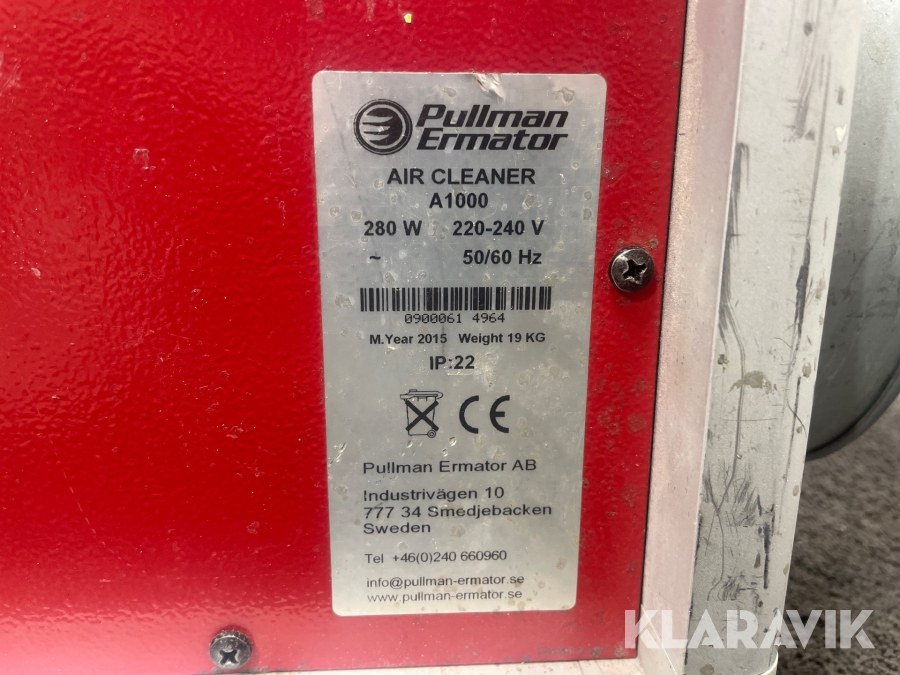 Pullman
Ermator
AIR CLEANER
A1000
280 W 220-240 V
~ 50/60 Hz
0900061 4964
M.Year 2015 Weight 19 KG
IP:22
CE
Pullman Ermator AB
Industrivägen 10
777 34 Smedjebacken
Sweden
Tel +46(0)240 660960
info@pullman-ermator.se
www.pullman-ermator.se
KLARAVIK